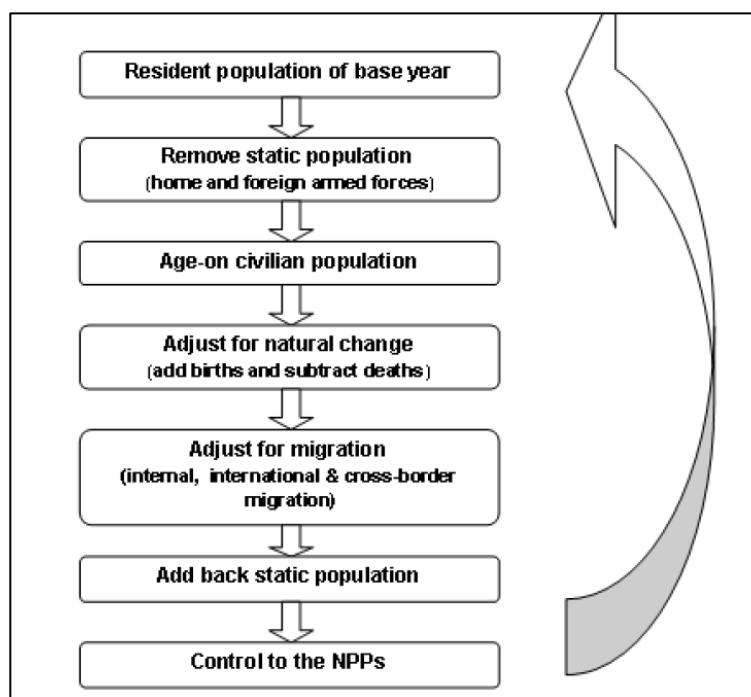 Resident population of base year
Remove static population
(home and foreign armed forces)
Age-on civilian population
Adjust for natural change
(add births and subtract deaths)
Adjust for migration
(internal, international & cross-border
migration)
Add back static population
Control to the NPPs